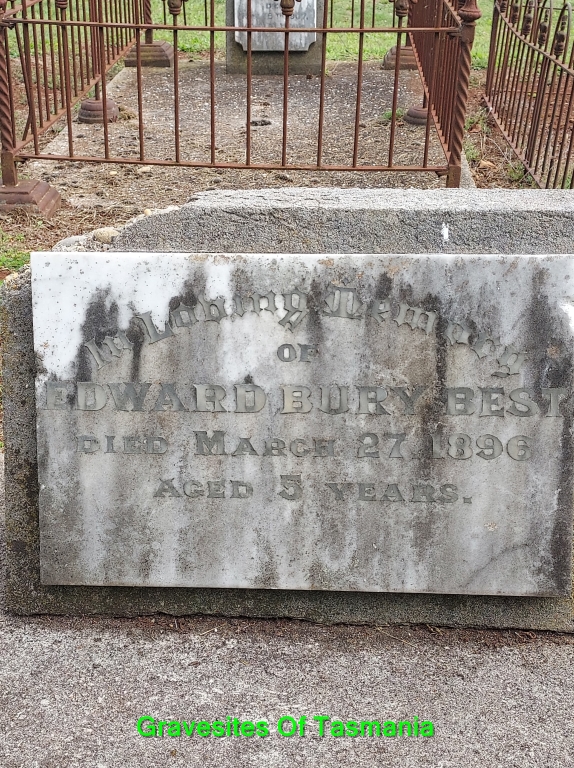 In Loving Memory
OF
EDWARD BURY BEST
DIED MARCH 27, 1896
AGED 5 YEARS.
Gravesites Of Tasmania